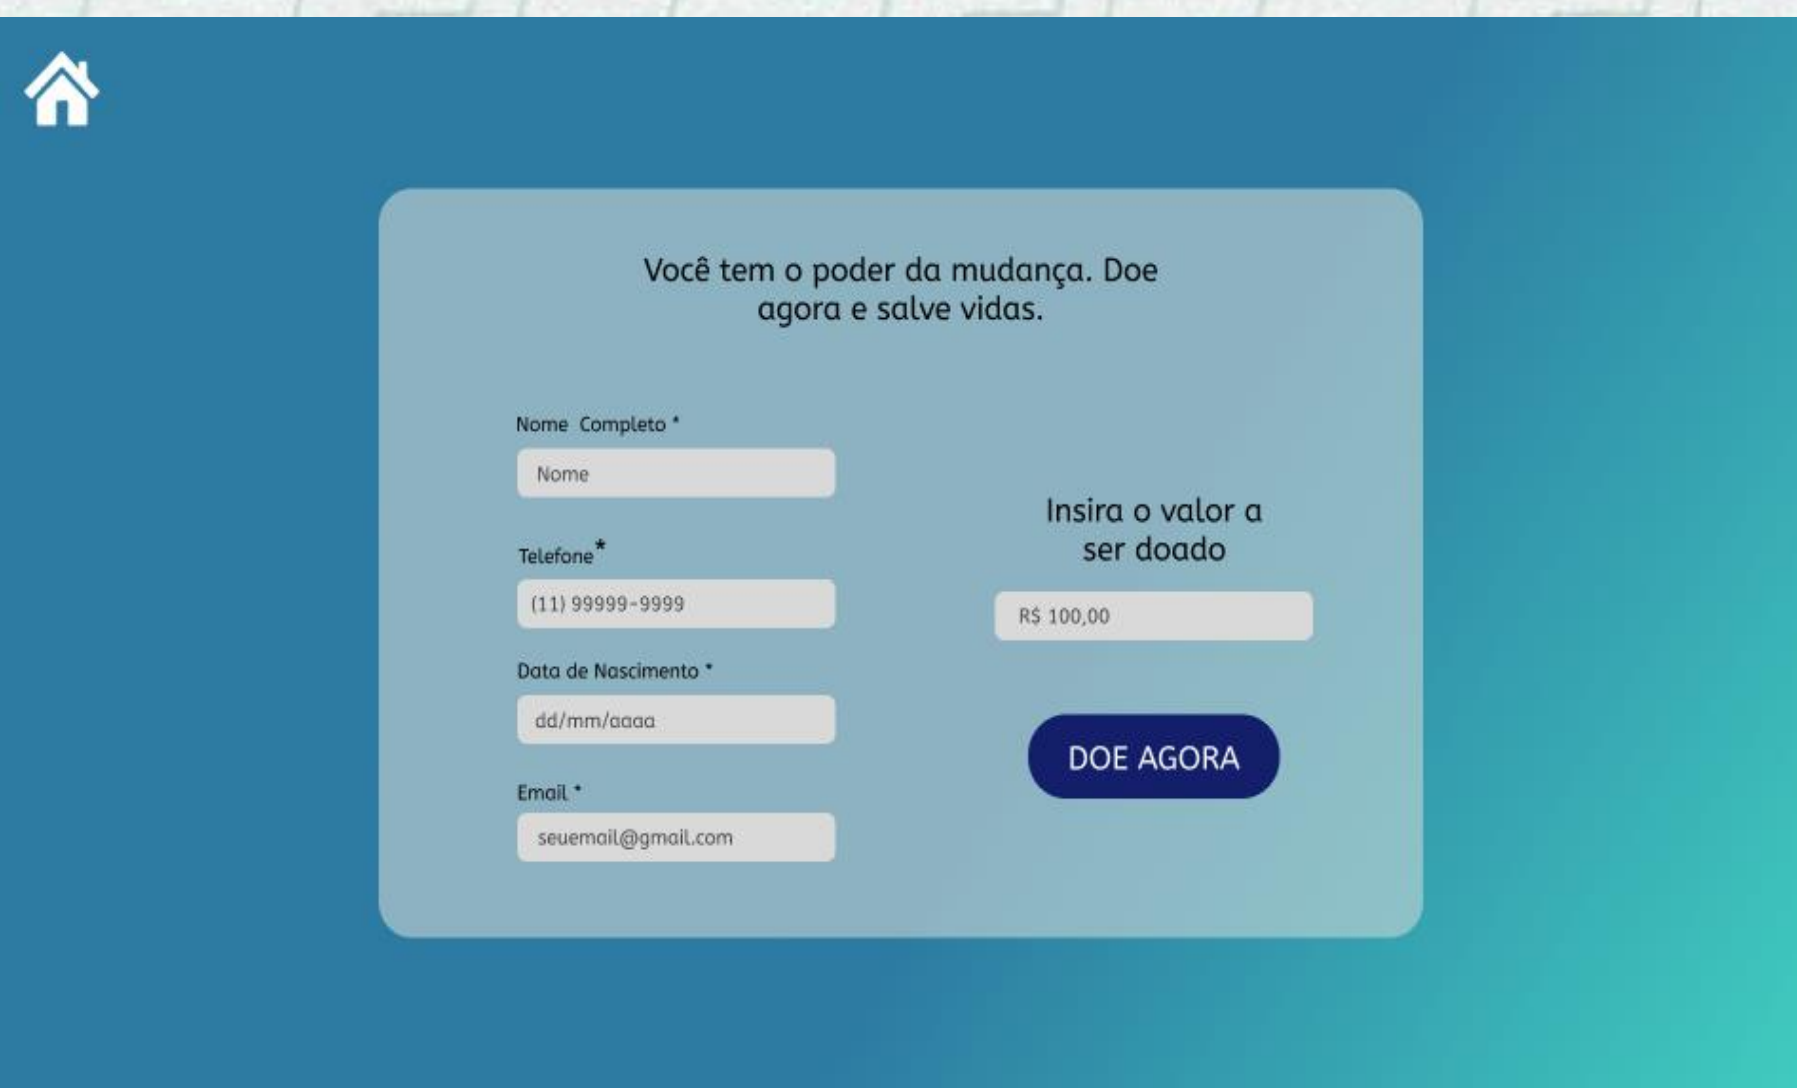 Você tem o poder da mudança. Doe
agora e salve vidas.
Nome Completo *
Nome
Telefone*
(11) 99999-9999
Data de Nascimento *
dd/mm/aaaa
Email *
seuemail@gmail.com
Insira o valor a
ser doado
R$ 100,00
DOE AGORA